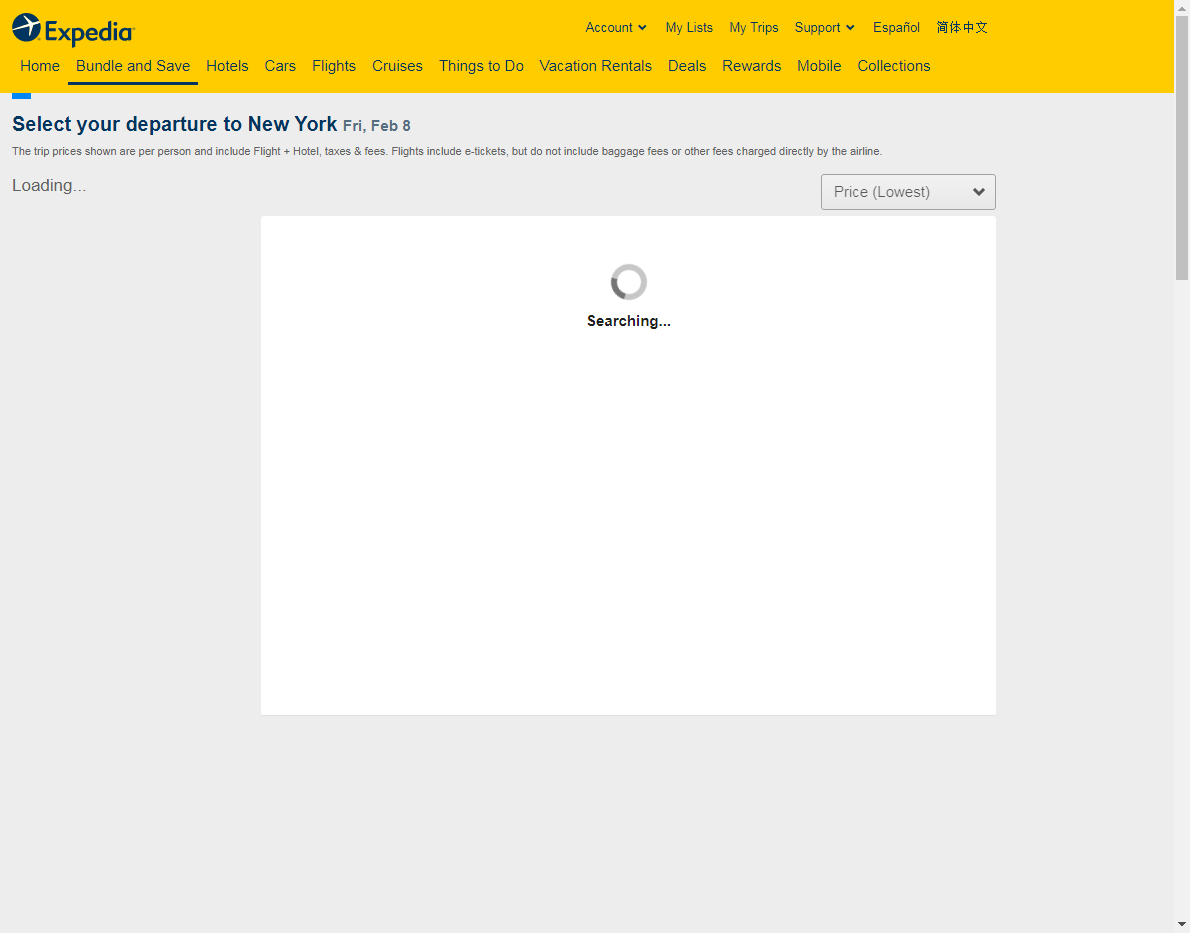 Expedia
Account My Lists My Trips Support Español 简体中文
Home Bundle and Save Hotels Cars Flights Cruises Things to Do Vacation Rentals Deals Rewards Mobile Collections
Select your departure to New York Fri, Feb 8
The trip prices shown are per person and include Flight + Hotel, taxes & fees. Flights include e-tickets, but do not include baggage fees or other fees charged directly by the airline.
Loading...
Price (Lowest)
Searching...